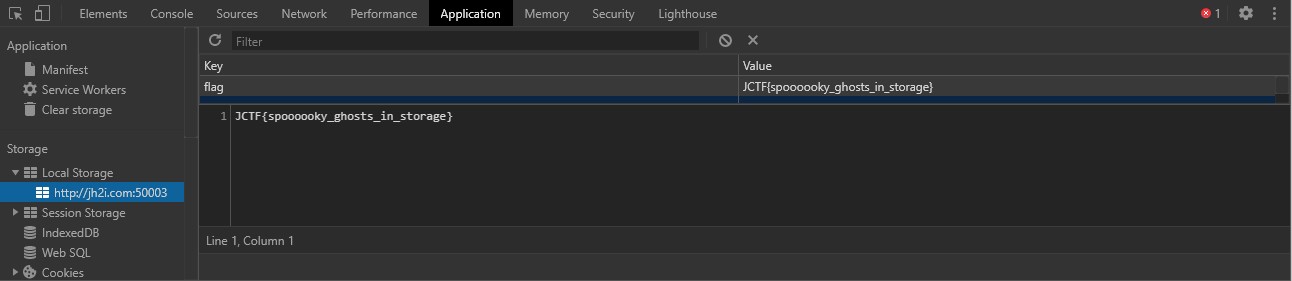 Elements Console Sources Network Performance Application Memory Security Lighthouse 1
Application
Manifest
Service Workers
Clear storage
Storage
Local Storage
http://jh2i.com:50003
Session Storage
IndexedDB
Web SQL
Cookies
Filter
Key Value
flag JCTF{spoooooky_ghosts_in_storage}
1 JCTF{spoooooky_ghosts_in_storage}
Line 1, Column 1